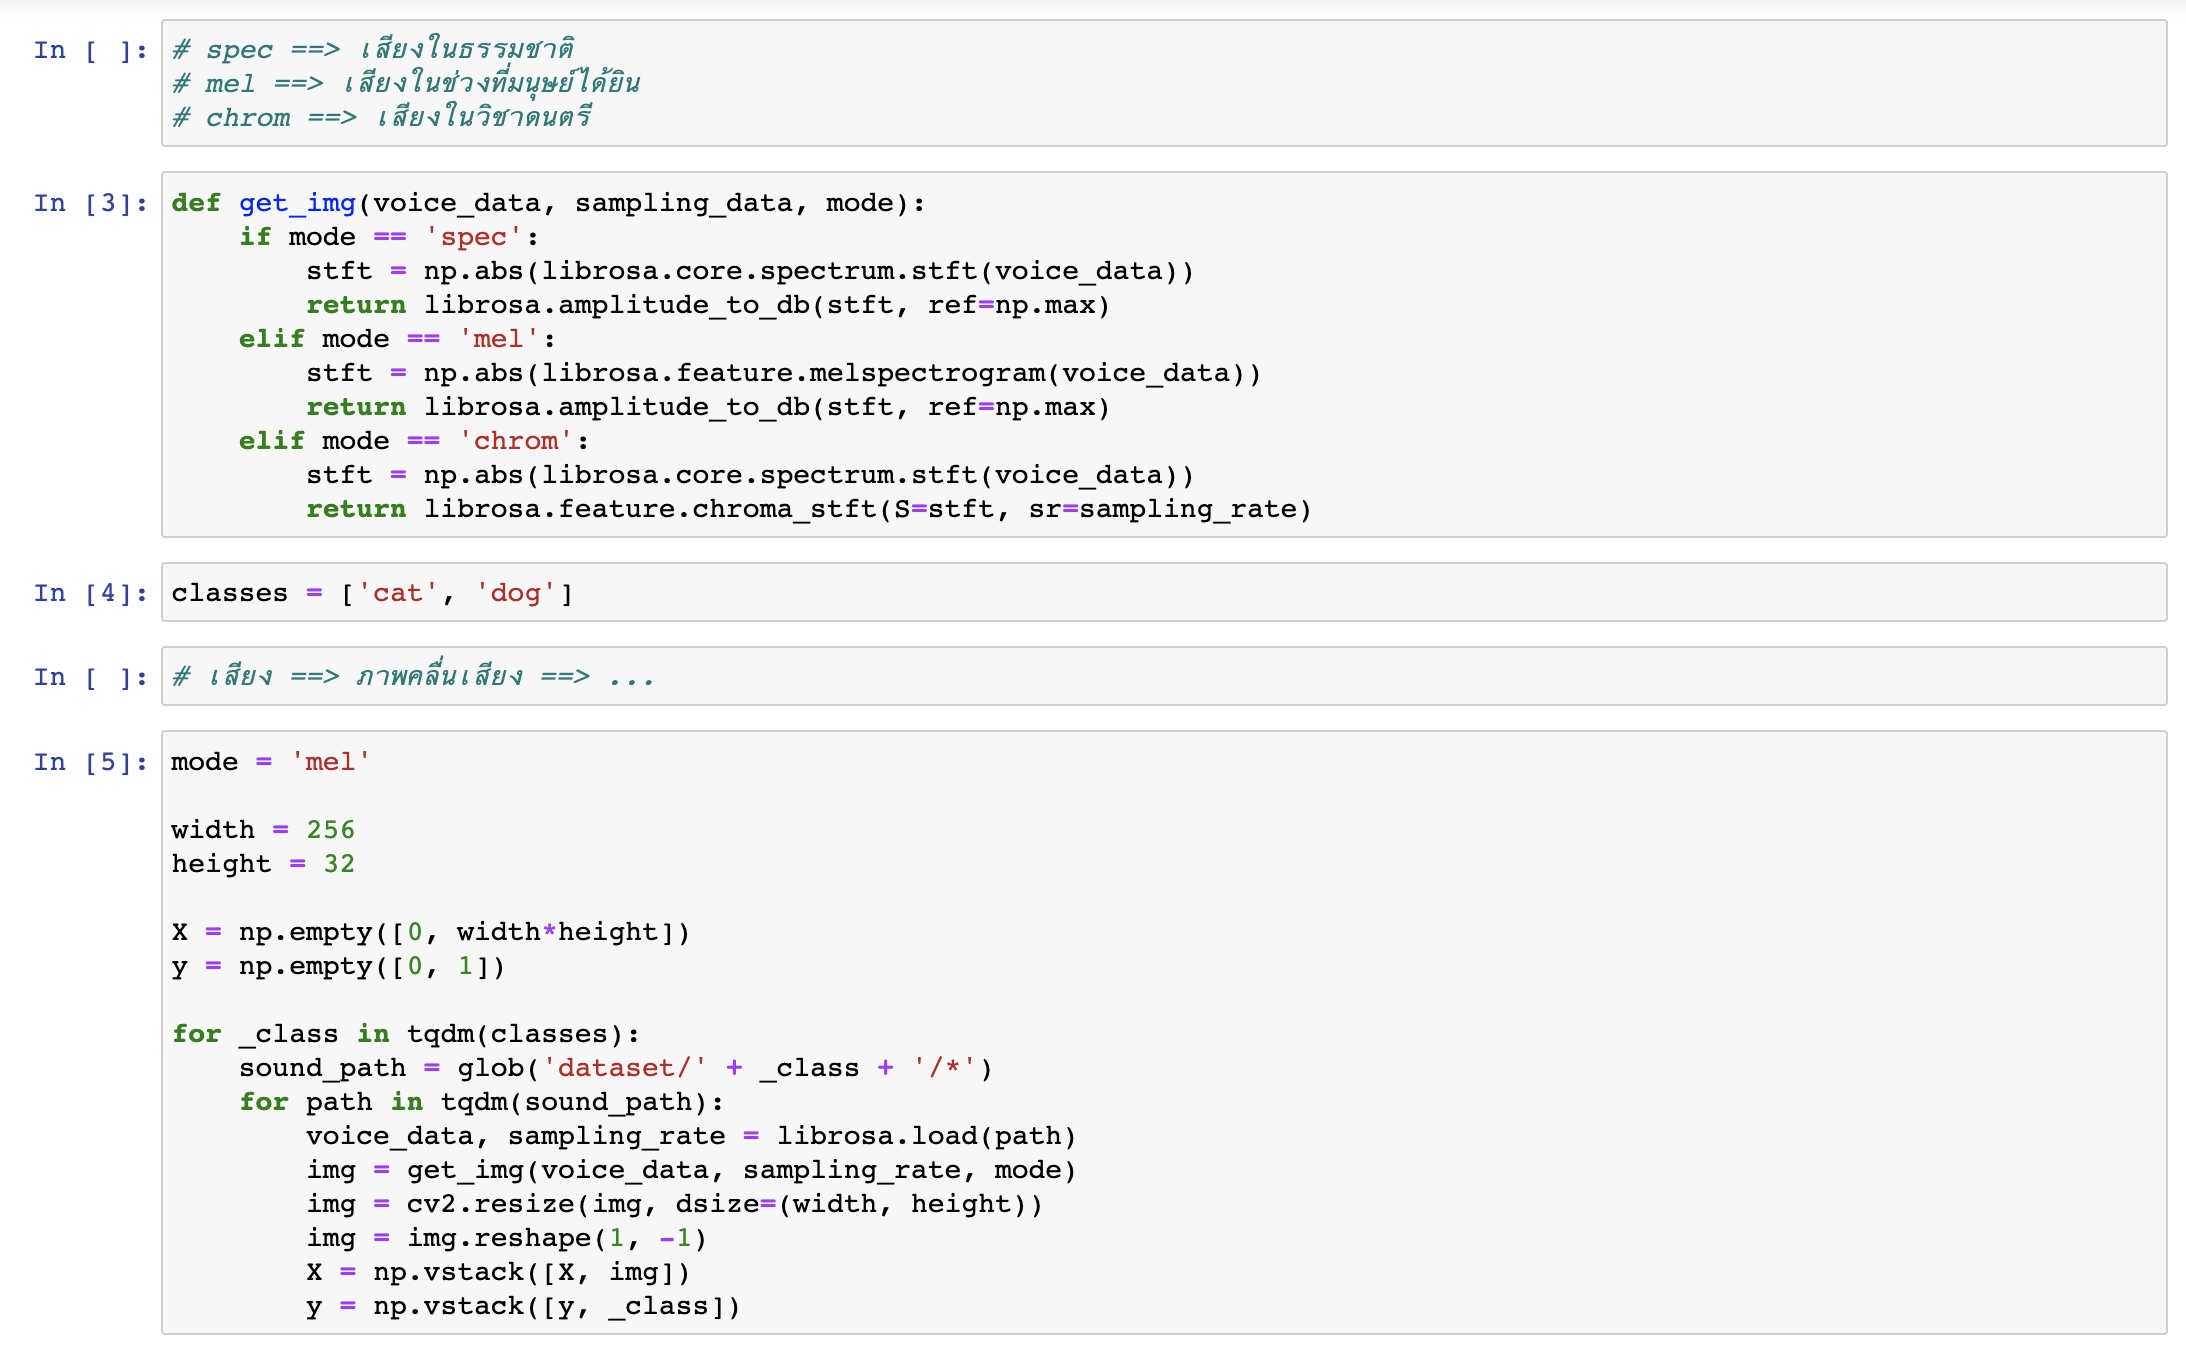 In [ ]: # spec ==> เสียงในธรรมชาติ
# mel ==> เสียงในช่วงที่มนุษย์ได้ยิน
# chrom ==> เสียงในวิชาดนตรี
In [3]: def get_img(voice_data, sampling_data, mode):
    if mode == 'spec':
        stft = np.abs(librosa.core.spectrum.stft(voice_data))
        return librosa.amplitude_to_db(stft, ref=np.max)
    elif mode == 'mel':
        stft = np.abs(librosa.feature.melspectrogram(voice_data))
        return librosa.amplitude_to_db(stft, ref=np.max)
    elif mode == 'chrom':
        stft = np.abs(librosa.core.spectrum.stft(voice_data))
        return librosa.feature.chroma_stft(S=stft, sr=sampling_rate)
In [4]: classes = ['cat', 'dog']
In [ ]: # เสียง ==> ภาพคลื่นเสียง ==> ...
In [5]: mode = 'mel'
width = 256
height = 32
X = np.empty([0, width*height])
y = np.empty([0, 1])
for _class in tqdm(classes):
    sound_path = glob('dataset/' + _class + '/*')
    for path in tqdm(sound_path):
        voice_data, sampling_rate = librosa.load(path)
        img = get_img(voice_data, sampling_rate, mode)
        img = cv2.resize(img, dsize=(width, height))
        img = img.reshape(1, -1)
        X = np.vstack([X, img])
        y = np.vstack([y, _class])